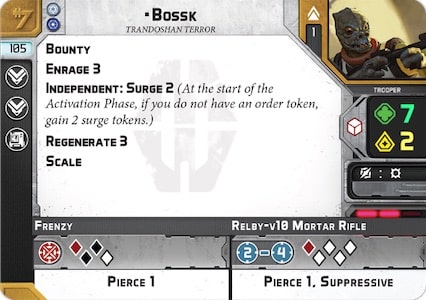 •Bossk
Trandoshan Terror
105
1
Bounty
Enrage 3
Independent: Surge 2 (At the start of the
Activation Phase, if you do not have an order token,
gain 2 surge tokens.)
Regenerate 3
Scale
Trooper
7
2
:
Frenzy
Relby-v10 Mortar Rifle
2-4
Pierce 1
Pierce 1, Suppressive